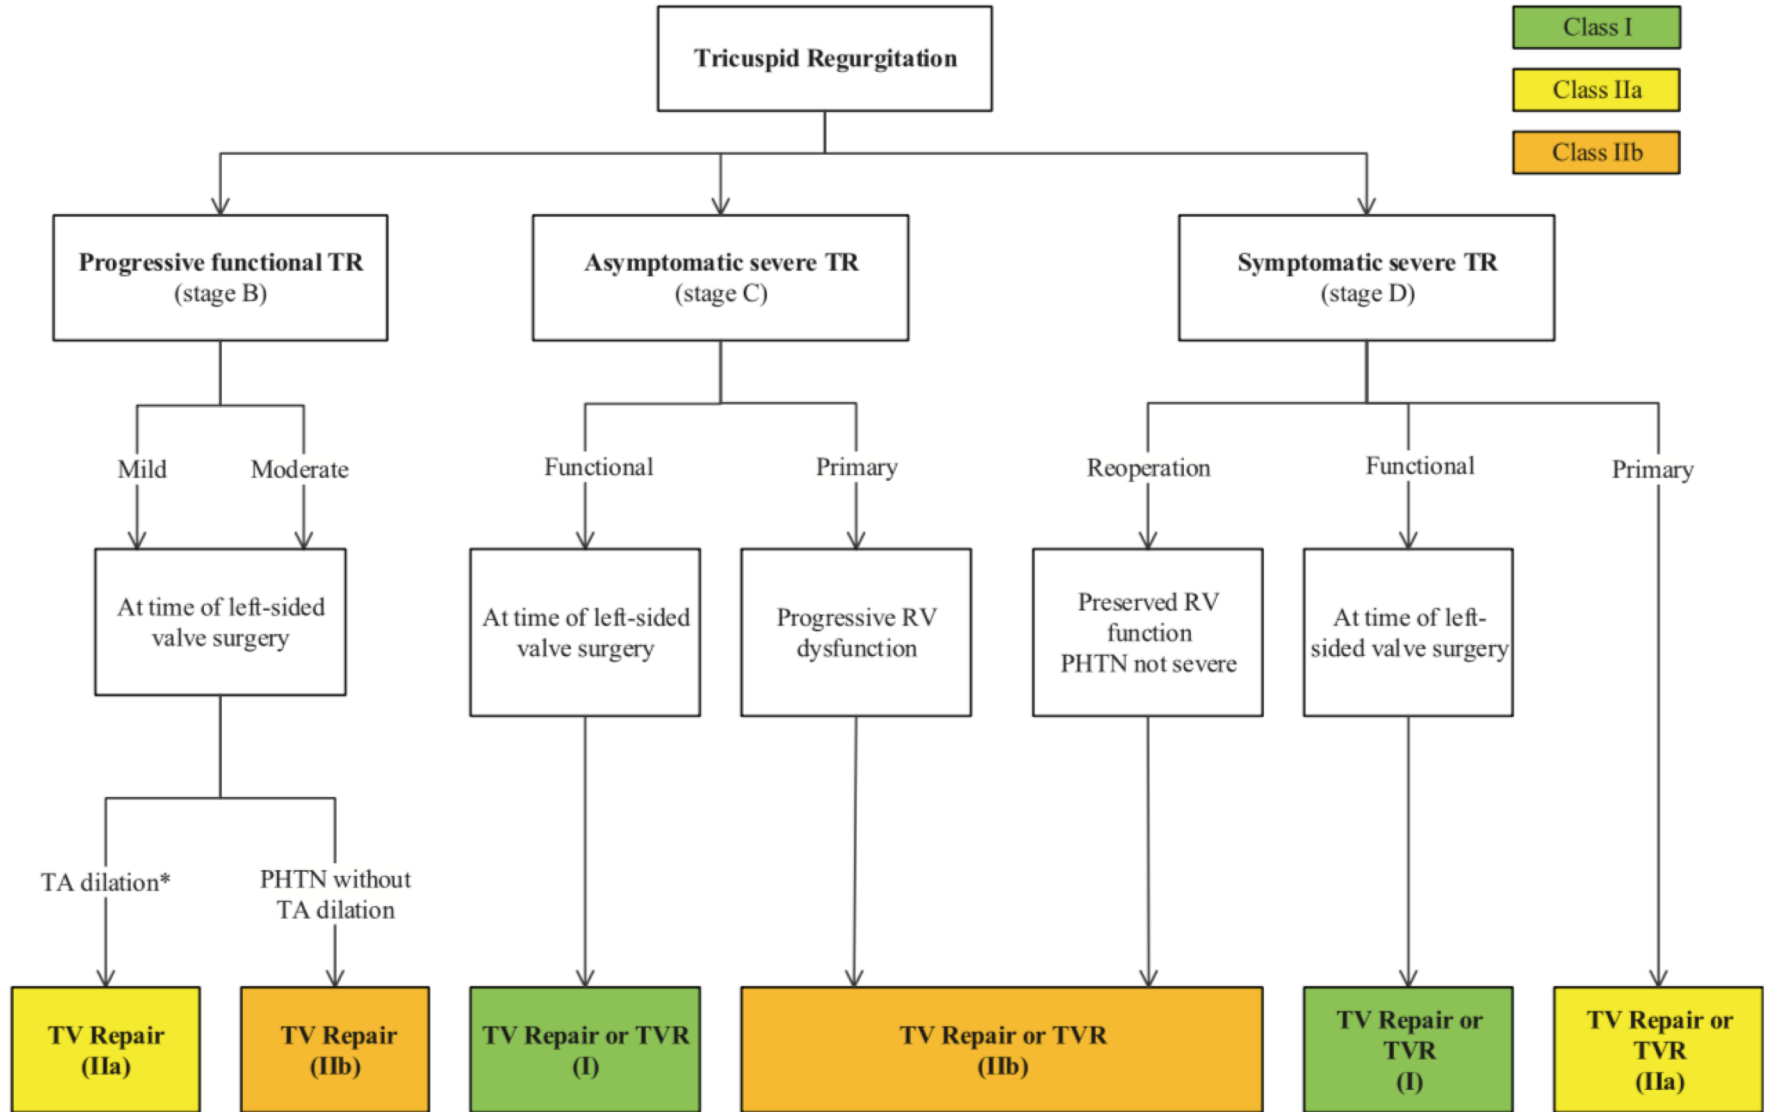 Tricuspid Regurgitation
Class I
Class IIa
Class IIb
Progressive functional TR
(stage B)
Asymptomatic severe TR
(stage C)
Symptomatic severe TR
(stage D)
Mild
Moderate
Functional
Primary
Reoperation
Functional
Primary
At time of left-sided
valve surgery
At time of left-sided
valve surgery
Progressive RV
dysfunction
Preserved RV
function
PHTN not severe
At time of left-
sided valve surgery
TA dilation*
PHTN without
TA dilation
TV Repair
(IIa)
TV Repair
(IIb)
TV Repair or TVR
(I)
TV Repair or TVR
(IIb)
TV Repair or
TVR
(I)
TV Repair or
TVR
(IIa)